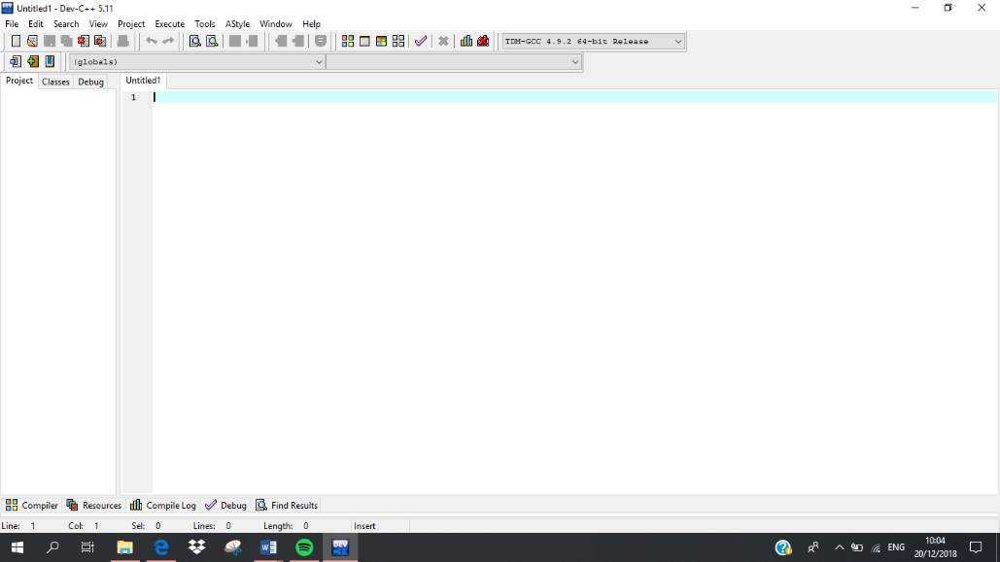 Untitled1 - Dev-C++ 5.11
File Edit Search View Project Execute Tools AStyle Window Help
TDM-GCC 4.9.2 64-bit Release
(globals)
Project Classes Debug Untitled1
1
Compiler Resources Compile Log Debug Find Results
Line: 1 Col: 1 Sel: 0 Lines: 0 Length: 0 Insert
DEV ENG 10:04
20/12/2018